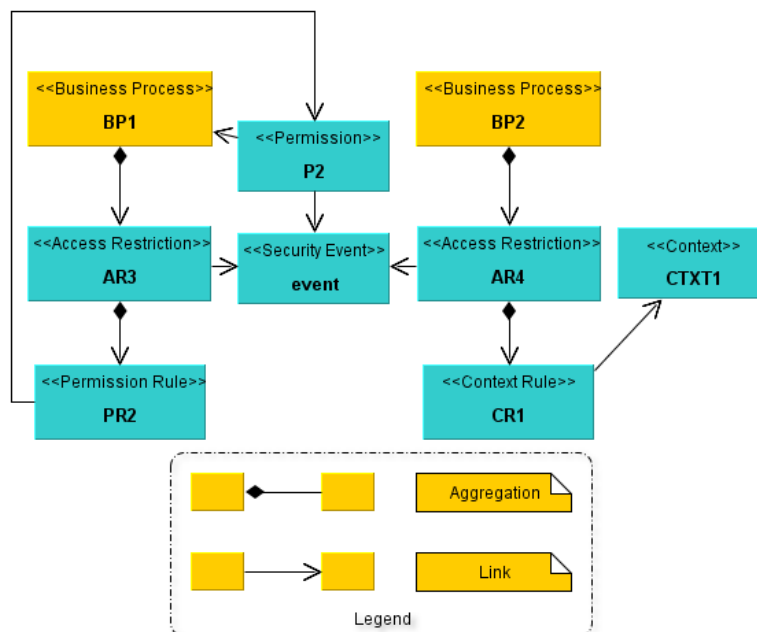 <<Business Process>>
BP1
<<Business Process>>
BP2
<<Permission>>
P2
<<Access Restriction>>
AR3
<<Security Event>>
event
<<Access Restriction>>
AR4
<<Context>>
CTXT1
<<Permission Rule>>
PR2
<<Context Rule>>
CR1
Aggregation
Link
Legend